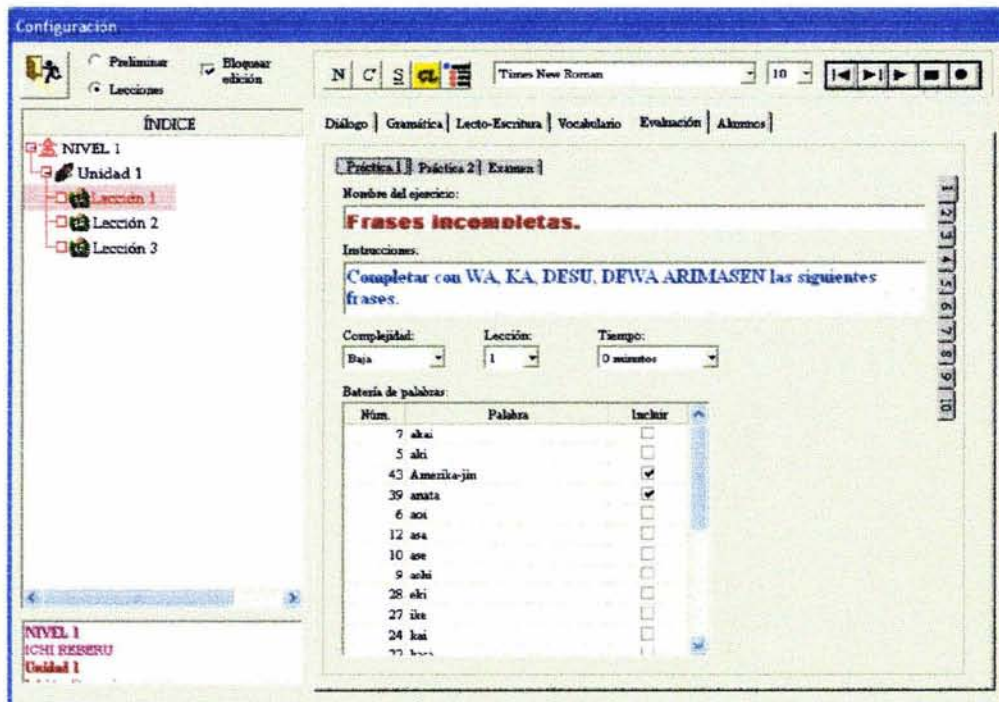 Configuración
Preliminar
Lecciones
Bloquear
edición
N C S CL
Times New Roman
10
ÍNDICE
NIVEL 1
Unidad 1
Lección 1
Lección 2
Lección 3
NIVEL 1
ICHI REBERU
Unidad 1
Diálogo Gramática Lecto-Escritura Vocabulario Evaluación Alumnos
Práctica 1 Práctica 2 Examen
Nombre del ejercicio:
Frases incompletas.
Instrucciones:
Completar con WA, KA, DESU, DEWA ARIMASEN las siguientes
frases.
Complejidad: Lección: Tiempo:
Baja 1 0 minutos
Batería de palabras:
Núm. Palabra Incluir
7 akai
5 aki
43 Amerika-jin
39 anata
6 aoi
12 asa
10 ase
9 ashi
28 eki
27 ike
24 kai
1 2 3 4 5 6 7 8 9 10